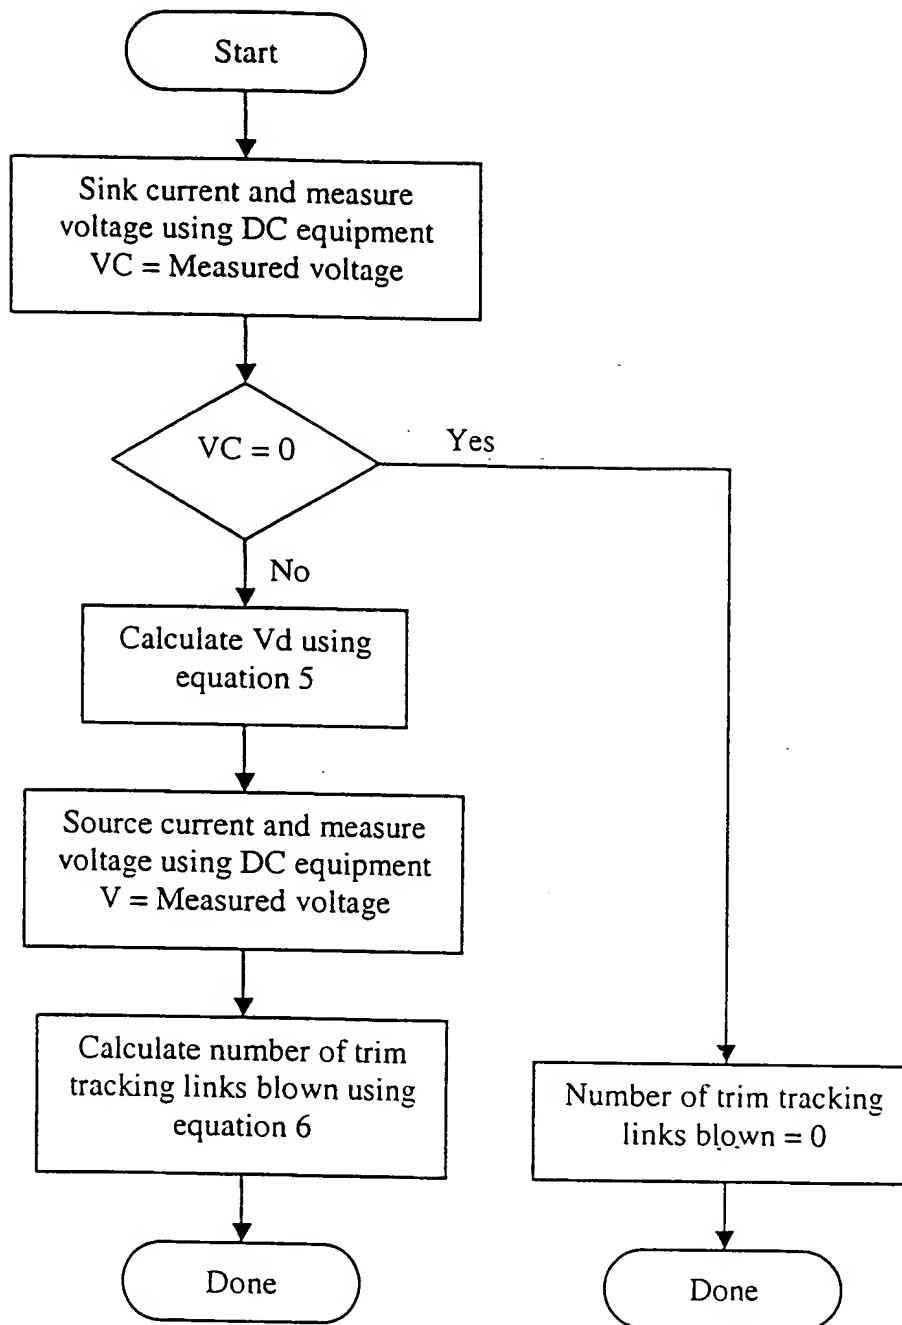 Start
Sink current and measure
voltage using DC equipment
VC = Measured voltage
VC = 0
Yes
No
Calculate Vd using
equation 5
Source current and measure
voltage using DC equipment
V = Measured voltage
Calculate number of trim
tracking links blown using
equation 6
Number of trim tracking
links blown = 0
Done
Done